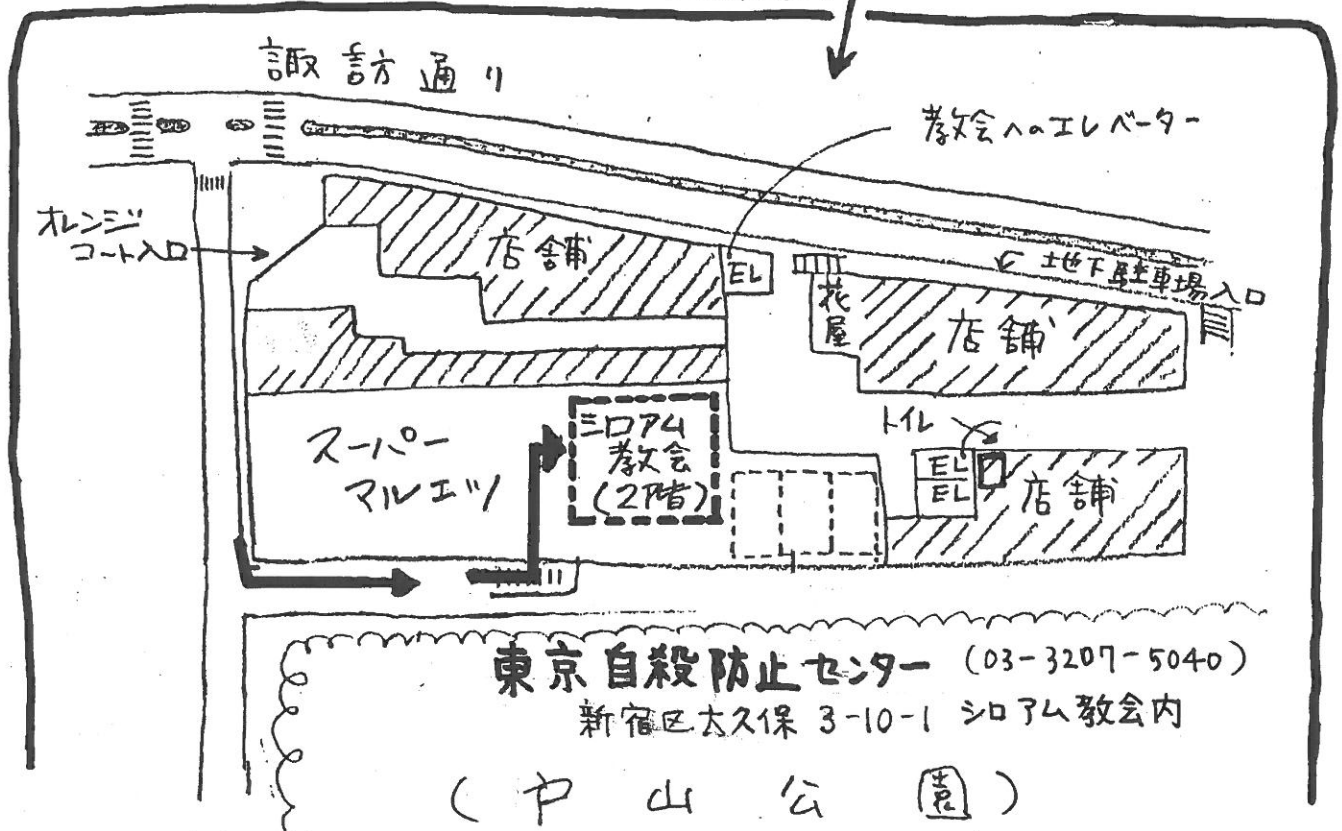 諏訪通り
教会へのエレベーター
オレンジ
コート入口
店舗
EL
花屋
地下駐車場入口
店舗
スーパー
マルエツ
シロアム
教会
(2階)
トイレ
EL
EL
店舗
東京自殺防止センター (03-3207-5040)
新宿区大久保 3-10-1 シロアム教会内
(戸山公園)